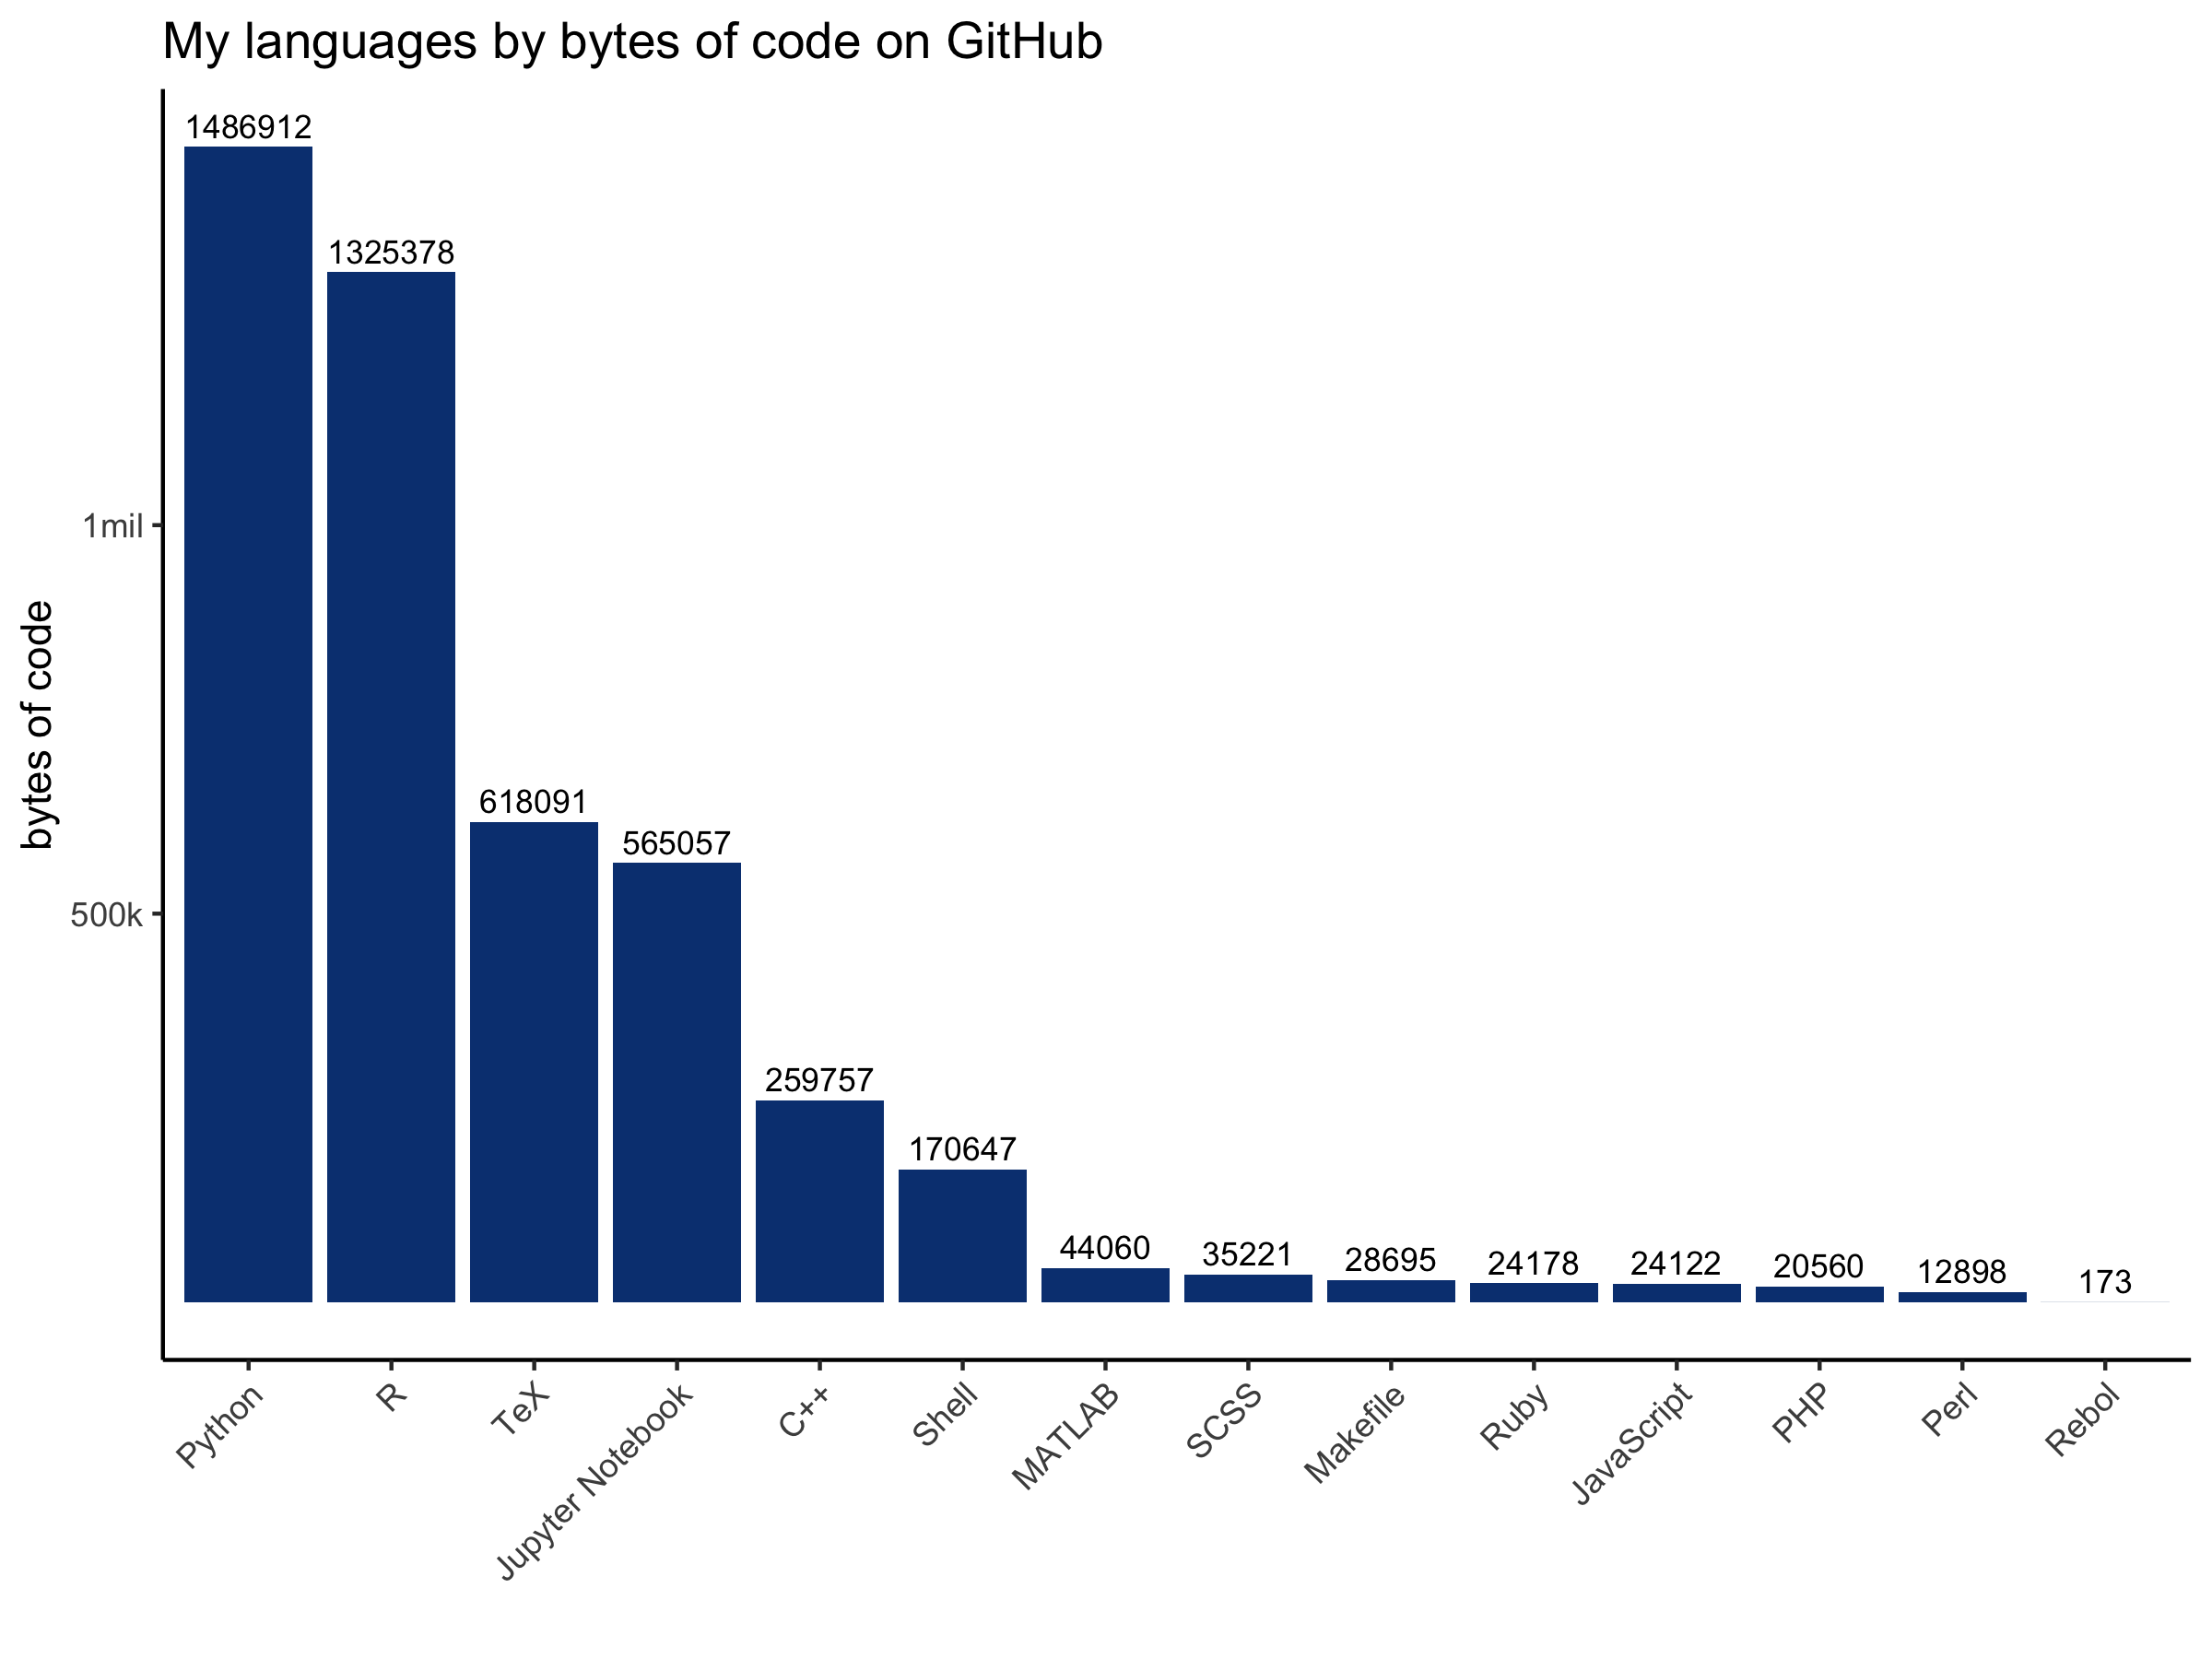 My languages by bytes of code on GitHub
bytes of code
1mil
500k
1486912
1325378
618091
565057
259757
170647
44060
35221
28695
24178
24122
20560
12898
173
Python
R
TeX
Jupyter Notebook
C++
Shell
MATLAB
SCSS
Makefile
Ruby
JavaScript
PHP
Perl
Rebol